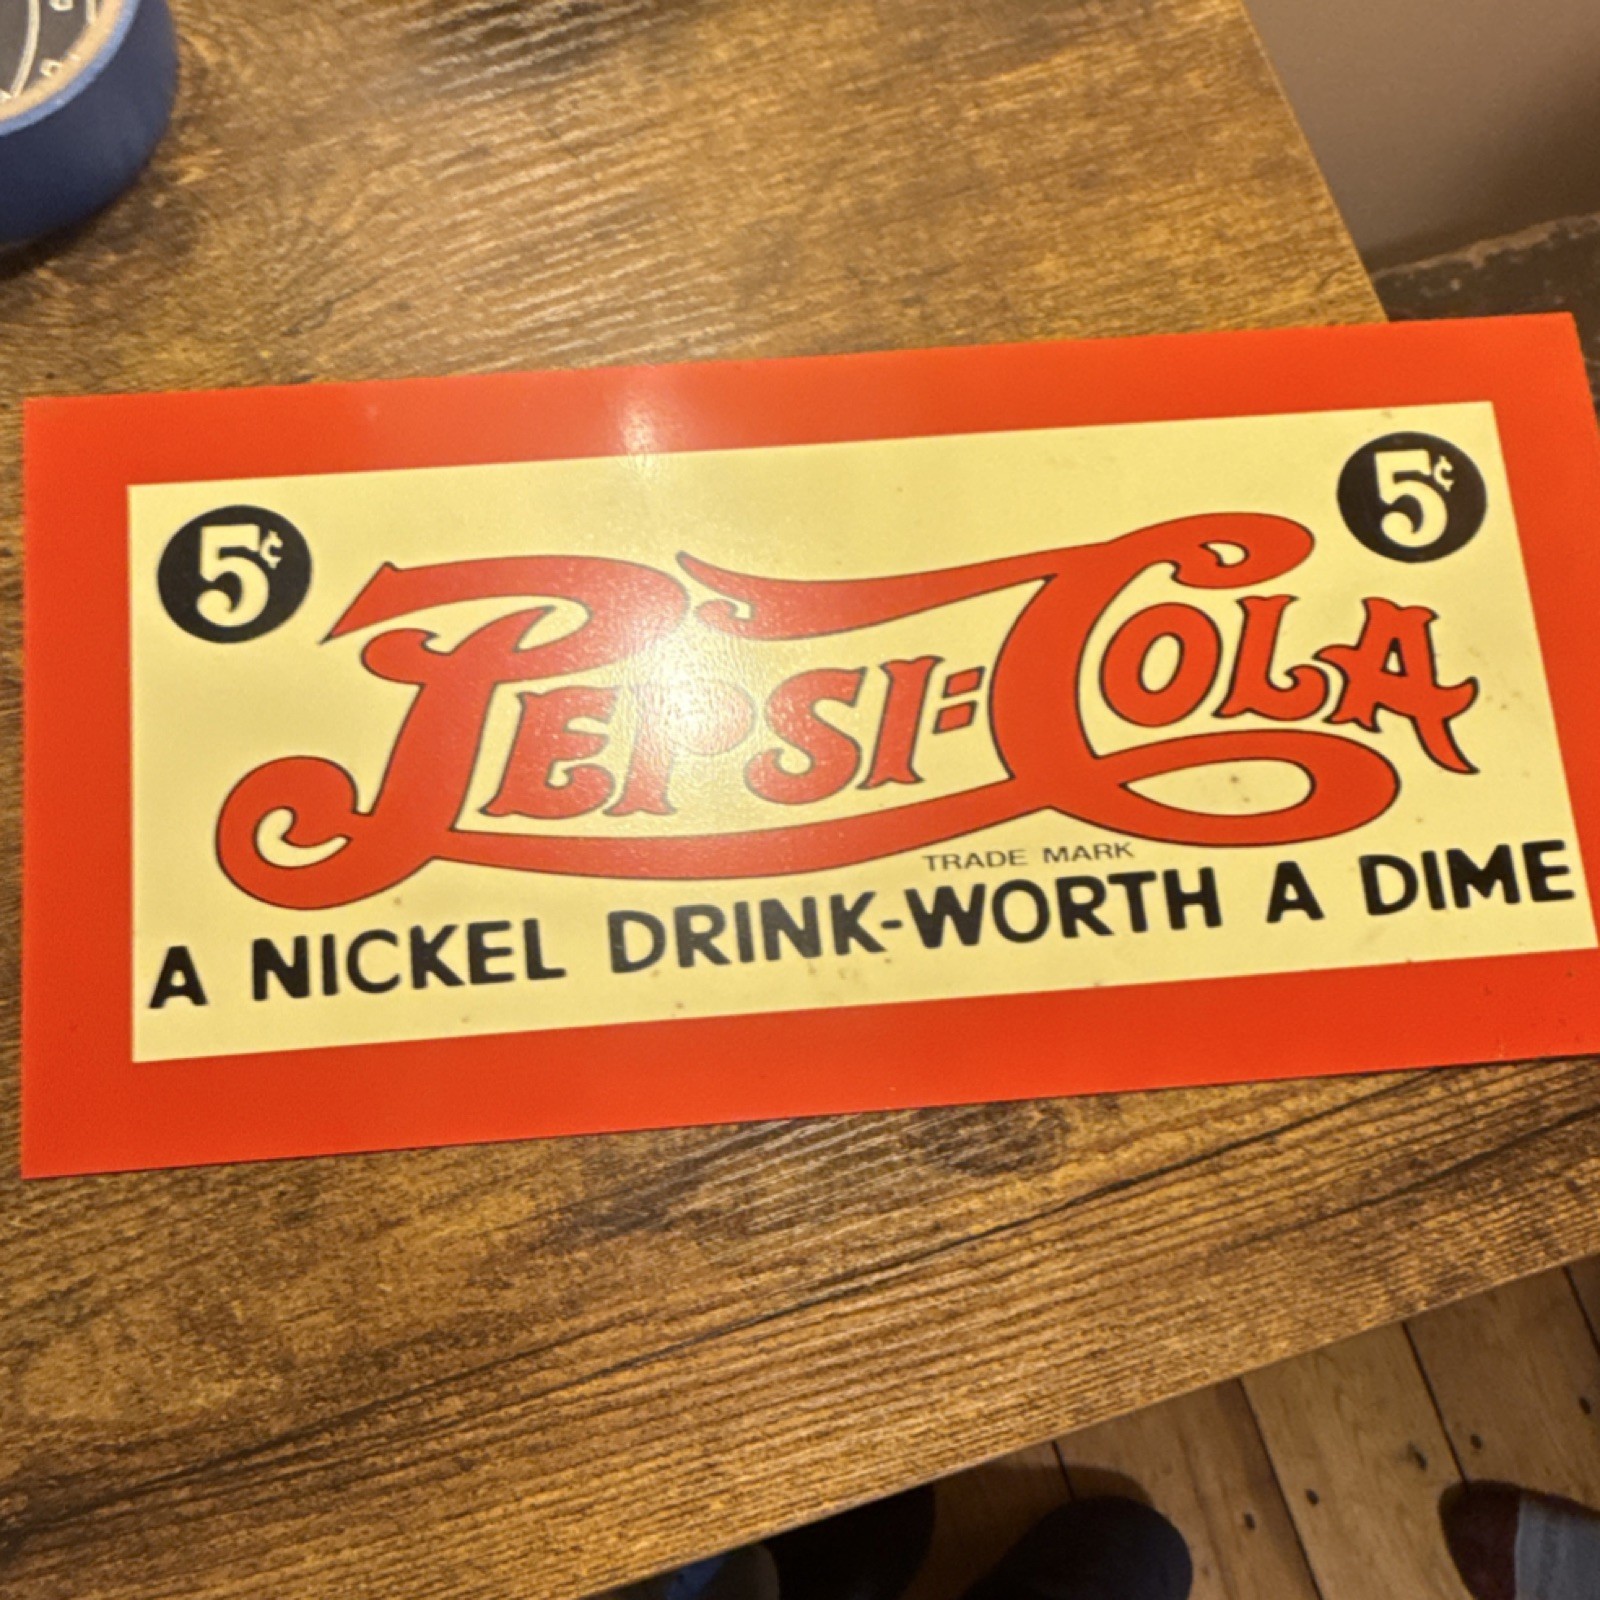 5¢ 5¢
PEPSI=COLA
TRADE MARK
A NICKEL DRINK-WORTH A DIME